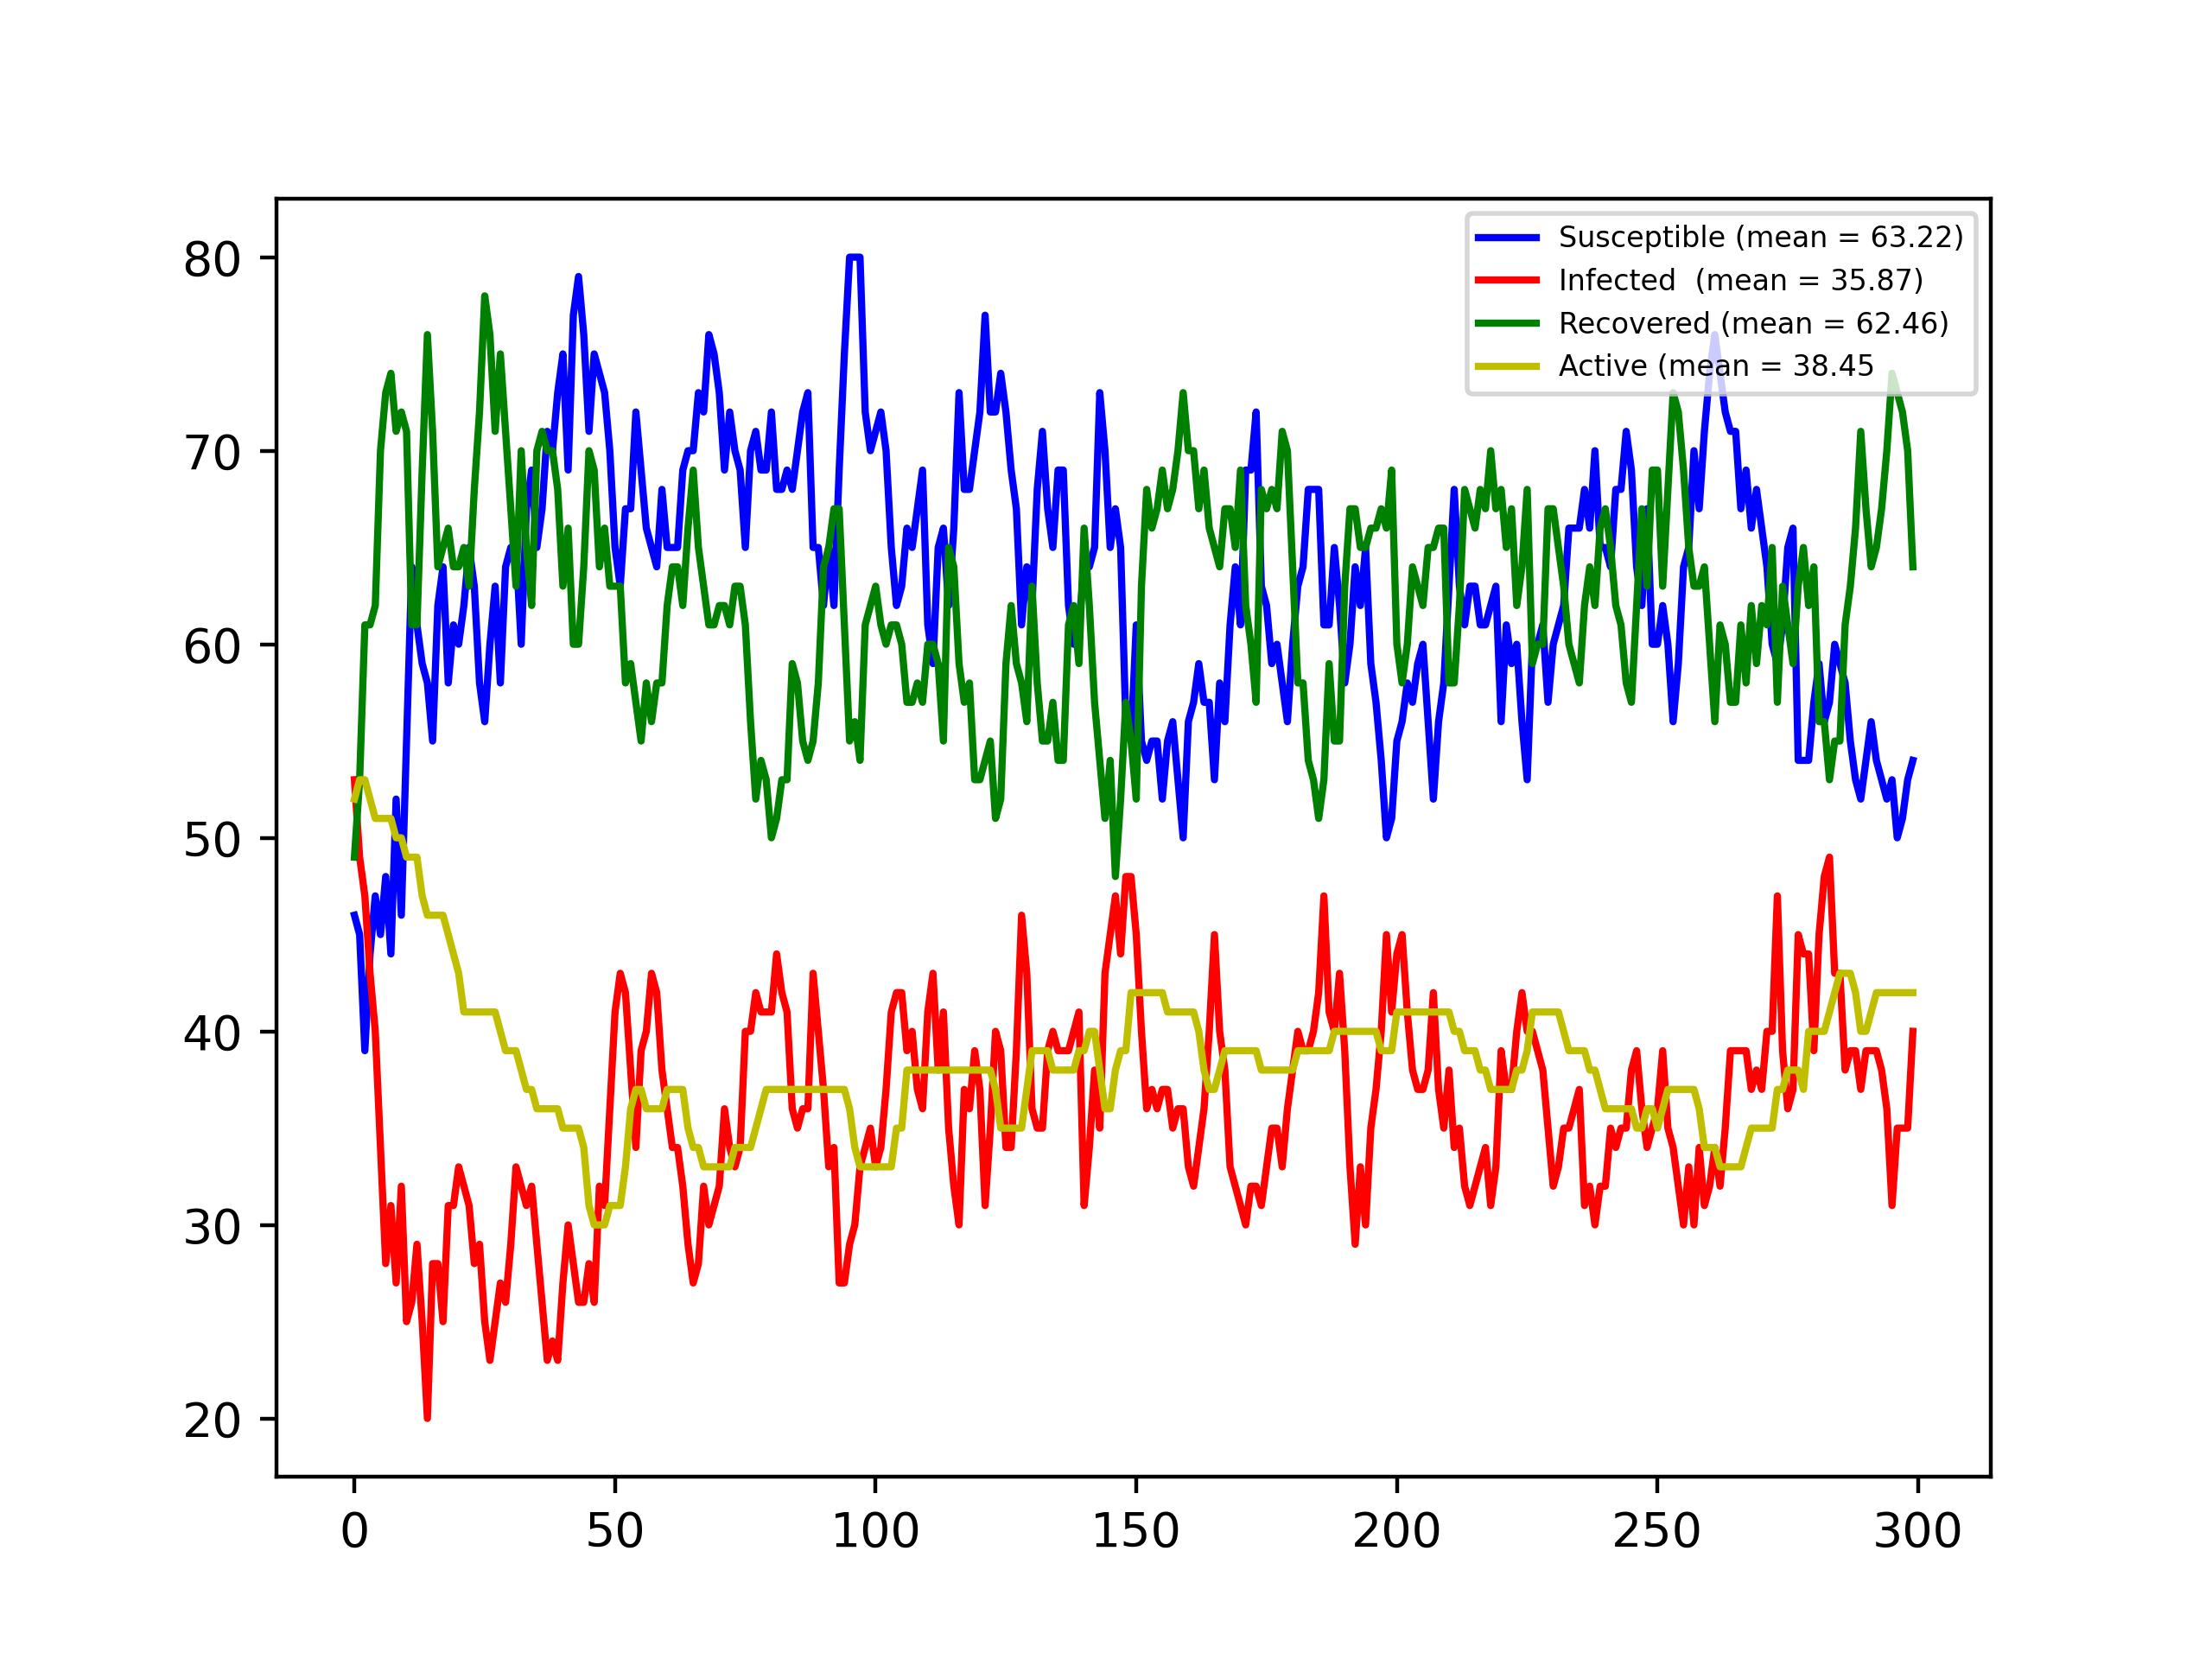 Susceptible (mean = 63.22)
Infected  (mean = 35.87)
Recovered (mean = 62.46)
Active (mean = 38.45
80
70
60
50
40
30
20
0 50 100 150 200 250 300